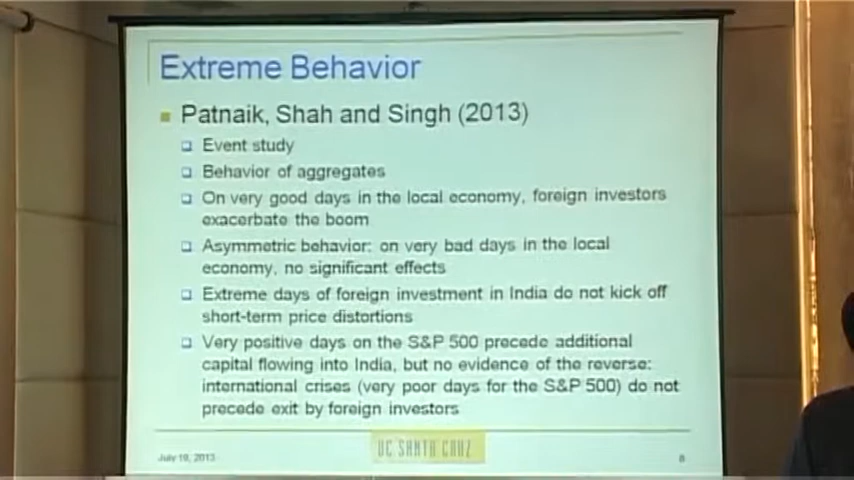 Extreme Behavior
Patnaik, Shah and Singh (2013)
Event study
Behavior of aggregates
On very good days in the local economy, foreign investors
exacerbate the boom
Asymmetric behavior: on very bad days in the local
economy, no significant effects
Extreme days of foreign investment in India do not kick off
short-term price distortions
Very positive days on the S&P 500 precede additional
capital flowing into India, but no evidence of the reverse:
international crises (very poor days for the S&P 500) do not
precede exit by foreign investors
July 19, 2013
UC SANTA CRUZ
8